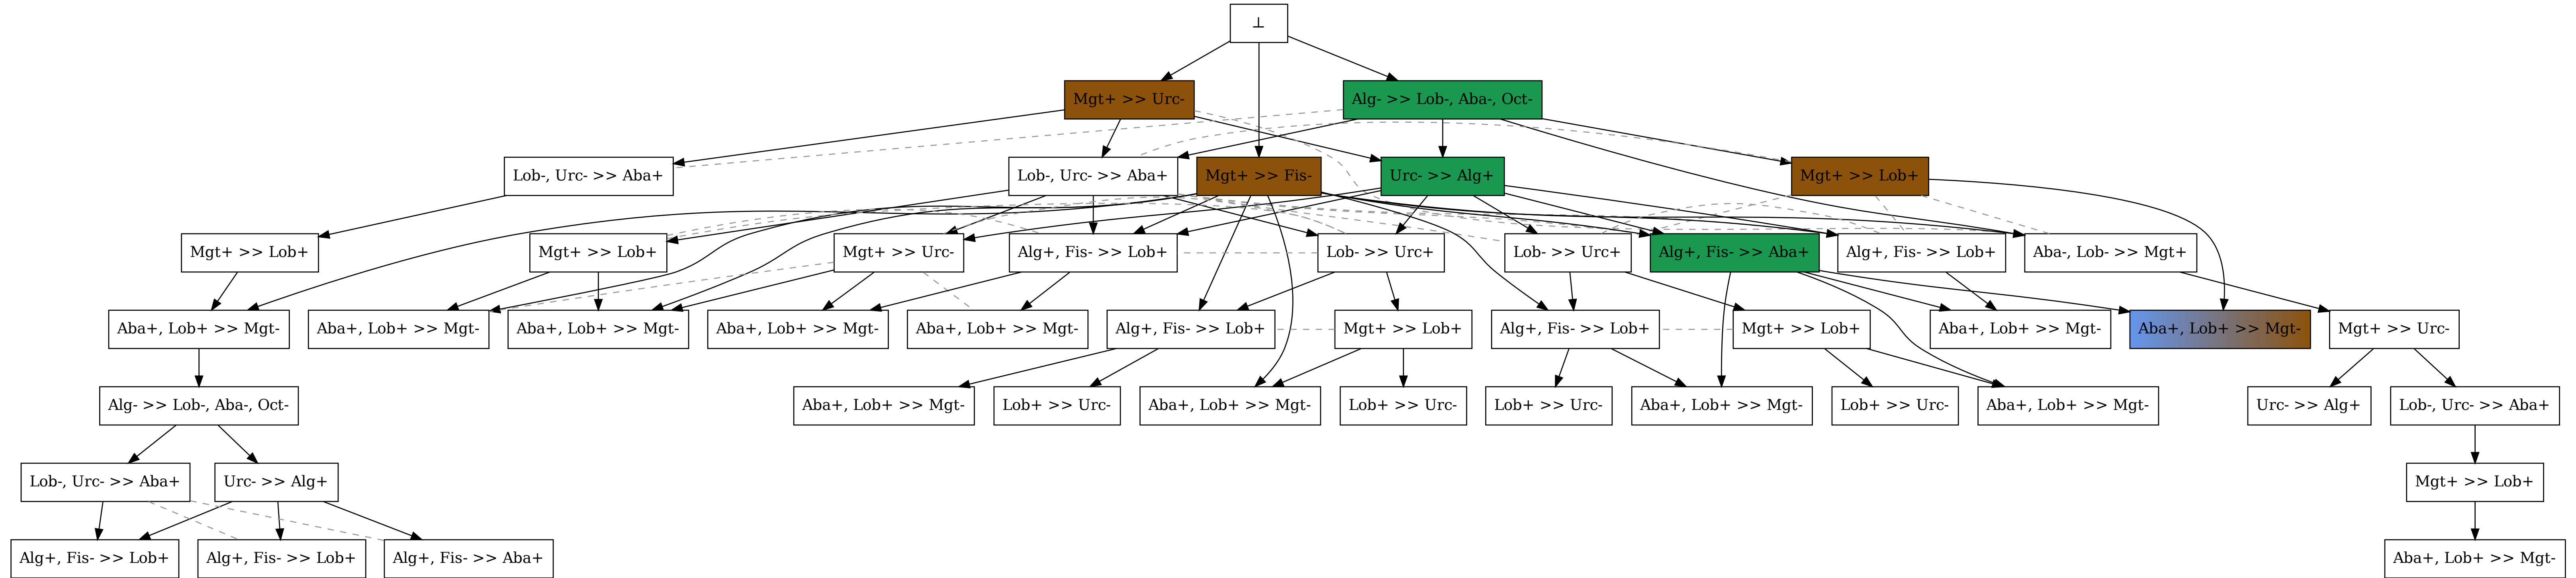 ⊥
Mgt+ >> Urc-
Alg- >> Lob-, Aba-, Oct-
Lob-, Urc- >> Aba+
Lob-, Urc- >> Aba+
Mgt+ >> Fis-
Urc- >> Alg+
Mgt+ >> Lob+
Mgt+ >> Lob+
Mgt+ >> Lob+
Mgt+ >> Urc-
Alg+, Fis- >> Lob+
Lob- >> Urc+
Lob- >> Urc+
Alg+, Fis- >> Aba+
Alg+, Fis- >> Lob+
Aba-, Lob- >> Mgt+
Aba+, Lob+ >> Mgt-
Aba+, Lob+ >> Mgt-
Aba+, Lob+ >> Mgt-
Aba+, Lob+ >> Mgt-
Aba+, Lob+ >> Mgt-
Alg+, Fis- >> Lob+
Mgt+ >> Lob+
Alg+, Fis- >> Lob+
Mgt+ >> Lob+
Aba+, Lob+ >> Mgt-
Aba+, Lob+ >> Mgt-
Mgt+ >> Urc-
Alg- >> Lob-, Aba-, Oct-
Aba+, Lob+ >> Mgt-
Lob+ >> Urc-
Aba+, Lob+ >> Mgt-
Lob+ >> Urc-
Lob+ >> Urc-
Aba+, Lob+ >> Mgt-
Lob+ >> Urc-
Aba+, Lob+ >> Mgt-
Urc- >> Alg+
Lob-, Urc- >> Aba+
Lob-, Urc- >> Aba+
Urc- >> Alg+
Mgt+ >> Lob+
Alg+, Fis- >> Lob+
Alg+, Fis- >> Lob+
Alg+, Fis- >> Aba+
Aba+, Lob+ >> Mgt-